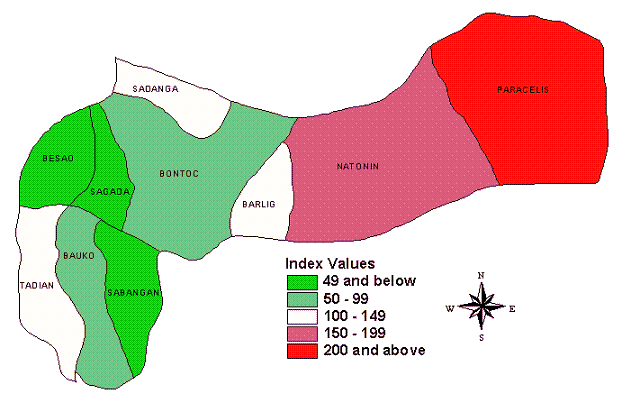 SADANGA
PARACELIS
BESAO
BONTOC
NATONIN
SAGADA
BARLIG
BAUKO
TADIAN
SABANGAN
Index Values
49 and below
50 - 99
100 - 149
150 - 199
200 and above
N
W
E
S